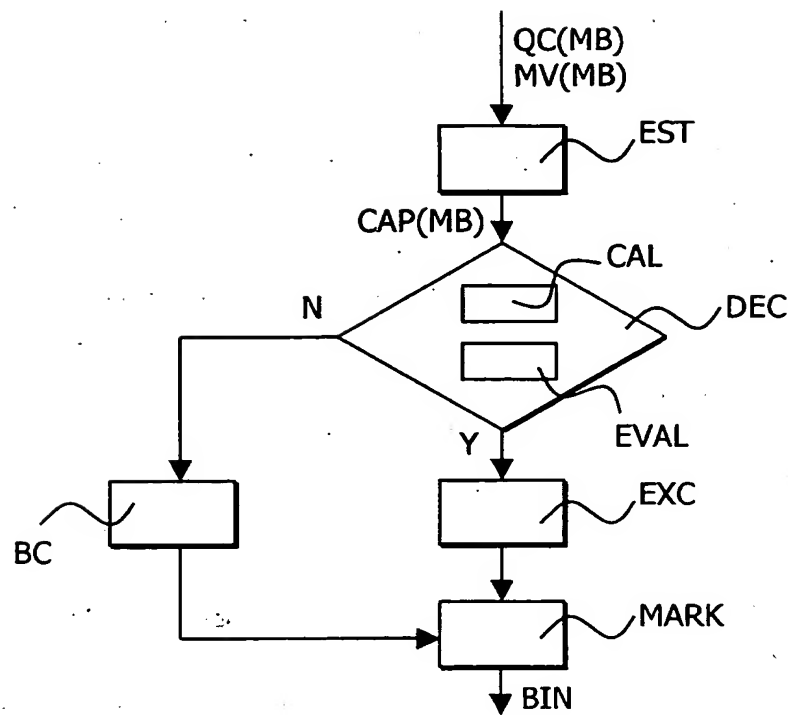 QC(MB)
MV(MB)
EST
CAP(MB)
CAL
N
DEC
EVAL
Y
EXC
BC
MARK
BIN